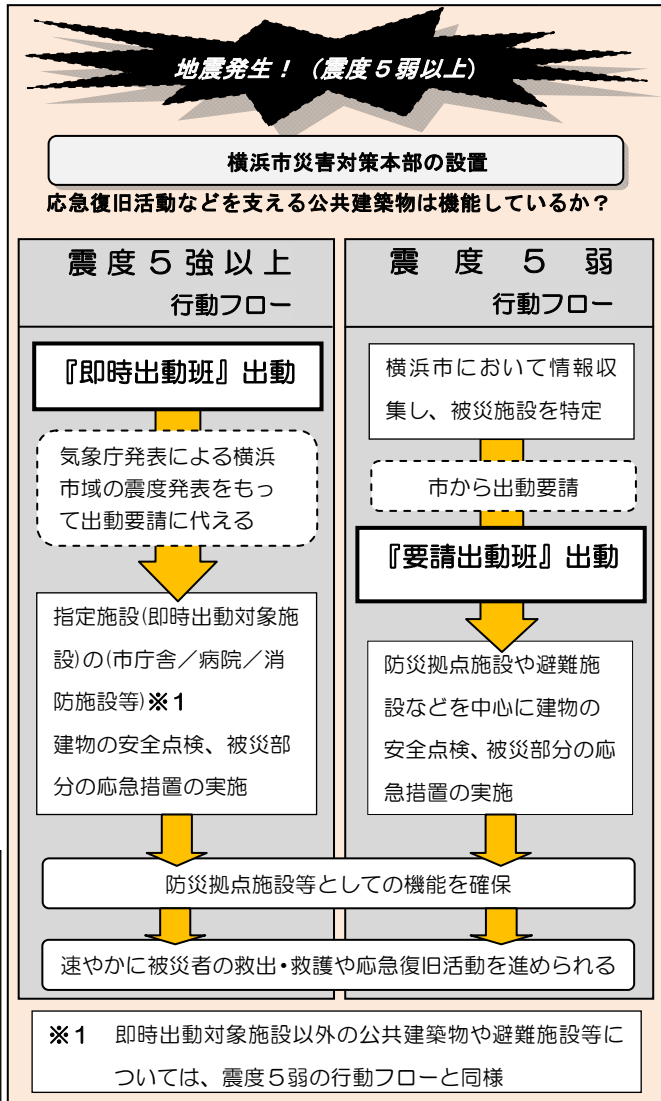 地震発生!(震度5弱以上)
横浜市災害対策本部の設置
応急復旧活動などを支える公共建築物は機能しているか?
震度5強以上
行動フロー
『即時出動班』出動
気象庁発表による横浜
市域の震度発表をもっ
て出動要請に代える
指定施設(即時出動対象施
設)の(市庁舎/病院/消
防施設等)※1
建物の安全点検、被災部
分の応急措置の実施
震度5弱
行動フロー
横浜市において情報収
集し、被災施設を特定
市から出動要請
『要請出動班』出動
防災拠点施設や避難施
設などを中心に建物の
安全点検、被災部分の応
急措置の実施
防災拠点施設等としての機能を確保
速やかに被災者の救出・救護や応急復旧活動を進められる
※1 即時出動対象施設以外の公共建築物や避難施設等に
ついては、震度5弱の行動フローと同様